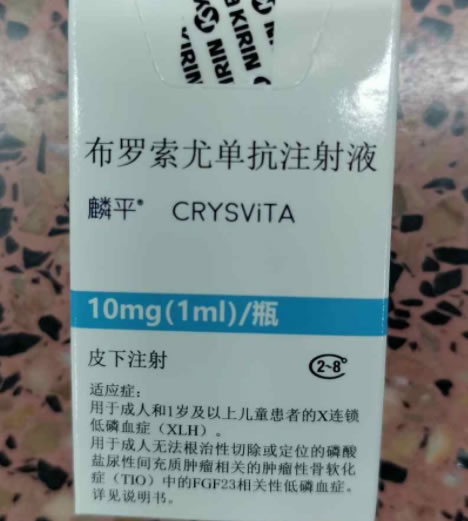 KIRIN
KIRIN
KIRIN
布罗索尤单抗注射液
麟平® CRYSViTA
10mg(1ml)/瓶
皮下注射
2~8°
适应症：
用于成人和1岁及以上儿童患者的X连锁
低磷血症（XLH）。
用于成人无法根治性切除或定位的磷酸
盐尿性间充质肿瘤相关的肿瘤性骨软化
症（TIO）中的FGF23相关性低磷血症。
详见说明书。